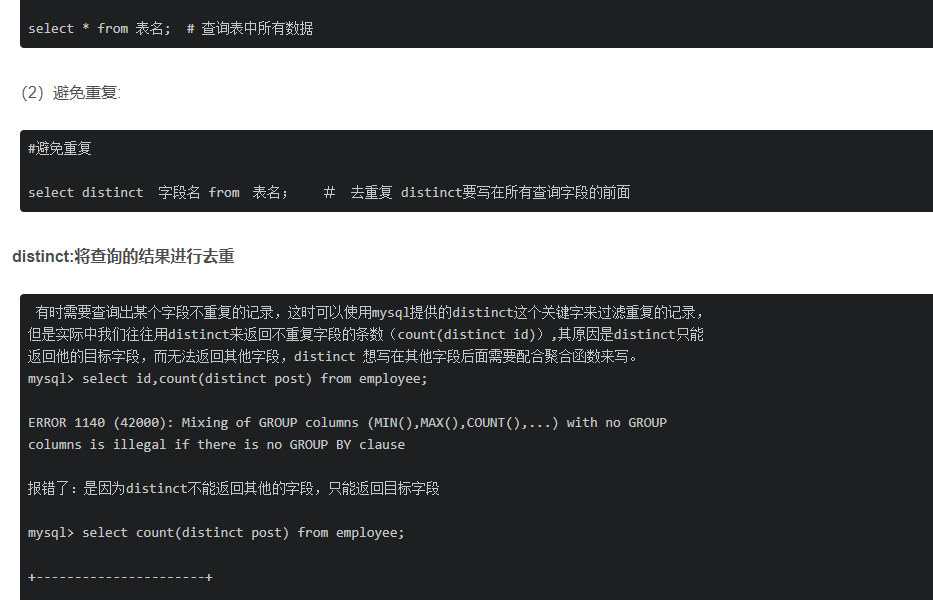 select * from 表名;  # 查询表中所有数据
（2）避免重复:
#避免重复
select distinct  字段名 from  表名；    ＃  去重复 distinct要写在所有查询字段的前面
distinct:将查询的结果进行去重
有时需要查询出某个字段不重复的记录，这时可以使用mysql提供的distinct这个关键字来过滤重复的记录，
但是实际中我们往往用distinct来返回不重复字段的条数（count(distinct id)）,其原因是distinct只能
返回他的目标字段，而无法返回其他字段，distinct 想写在其他字段后面需要配合聚合函数来写。
mysql> select id,count(distinct post) from employee;
ERROR 1140 (42000): Mixing of GROUP columns (MIN(),MAX(),COUNT(),...) with no GROUP
columns is illegal if there is no GROUP BY clause
报错了：是因为distinct不能返回其他的字段，只能返回目标字段
mysql> select count(distinct post) from employee;
+----------------------+